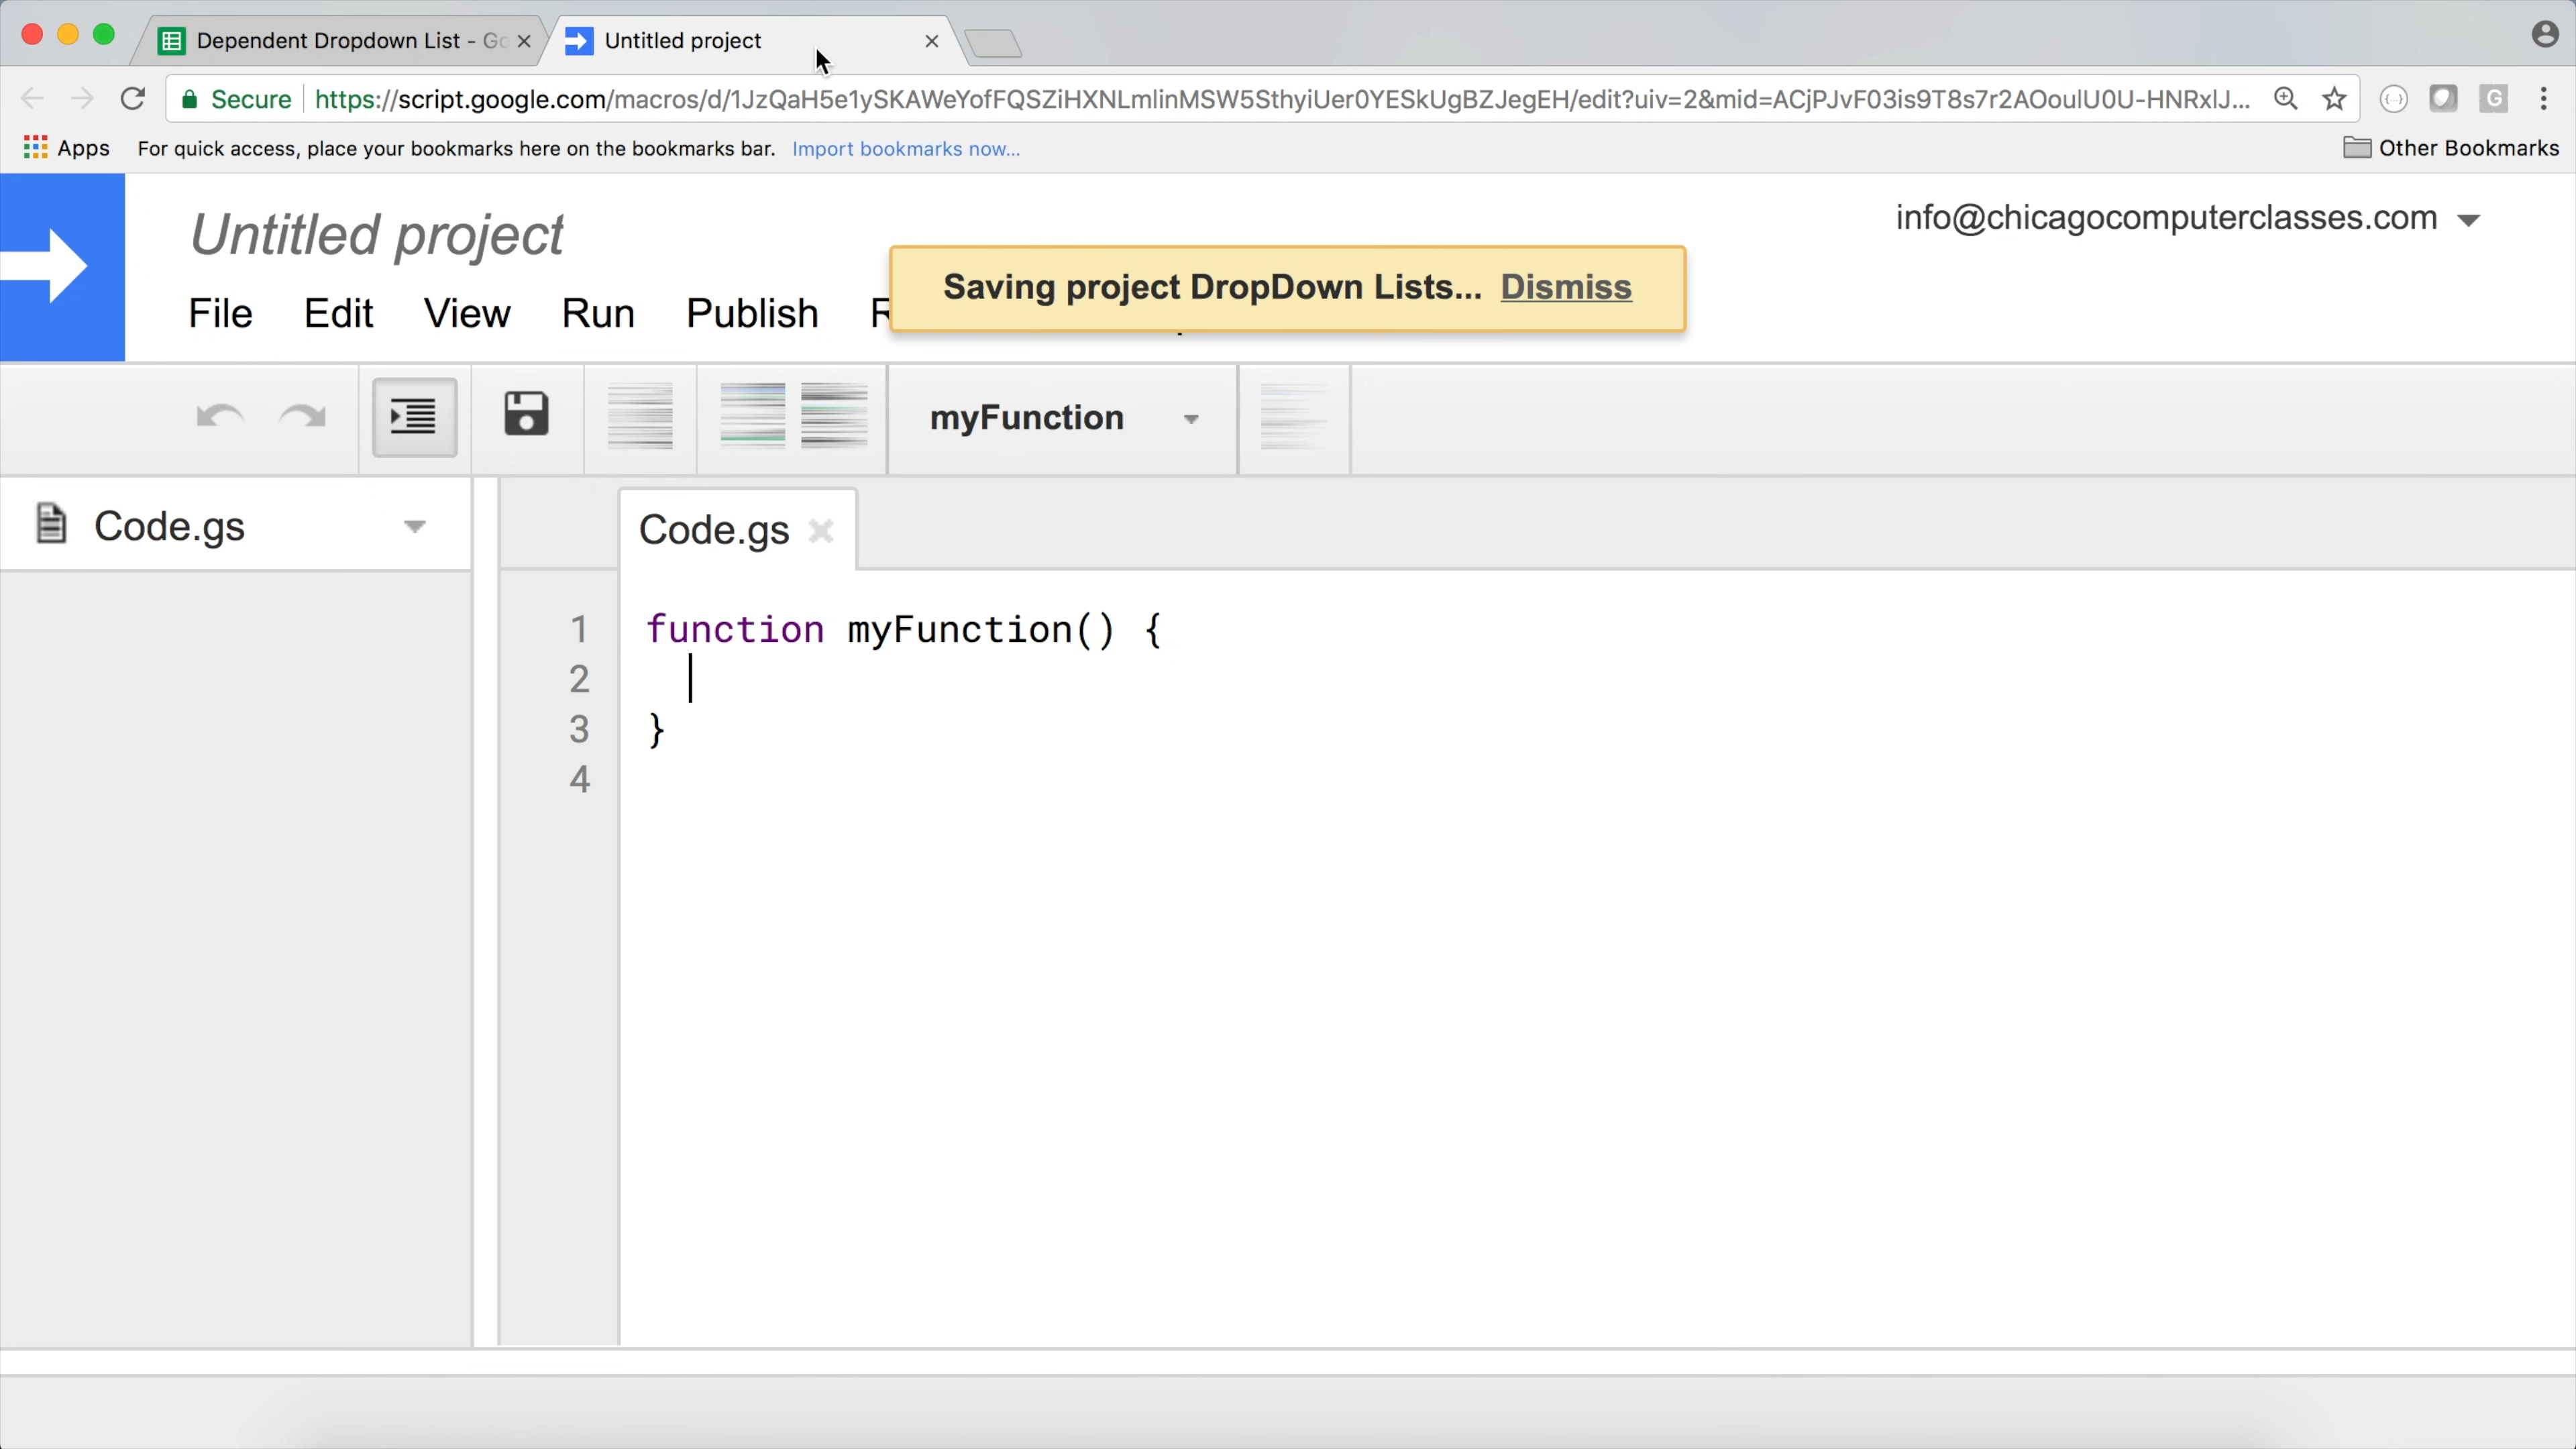 Dependent Dropdown List - Go
Untitled project
Secure
https://script.google.com/macros/d/1JzQaH5e1ySKAWeYofFQSZiHXNLmlinMSW5SthyiUer0YESkUgBZJegEH/edit?uiv=2&mid=ACjPJvF03is9T8s7r2AOoulU0U-HNRxlJ...
Apps For quick access, place your bookmarks here on the bookmarks bar. Import bookmarks now... Other Bookmarks
Untitled project
info@chicagocomputerclasses.com
Saving project DropDown Lists... Dismiss
File Edit View Run Publish
myFunction
Code.gs
Code.gs
1 function myFunction() {
2
3 }
4